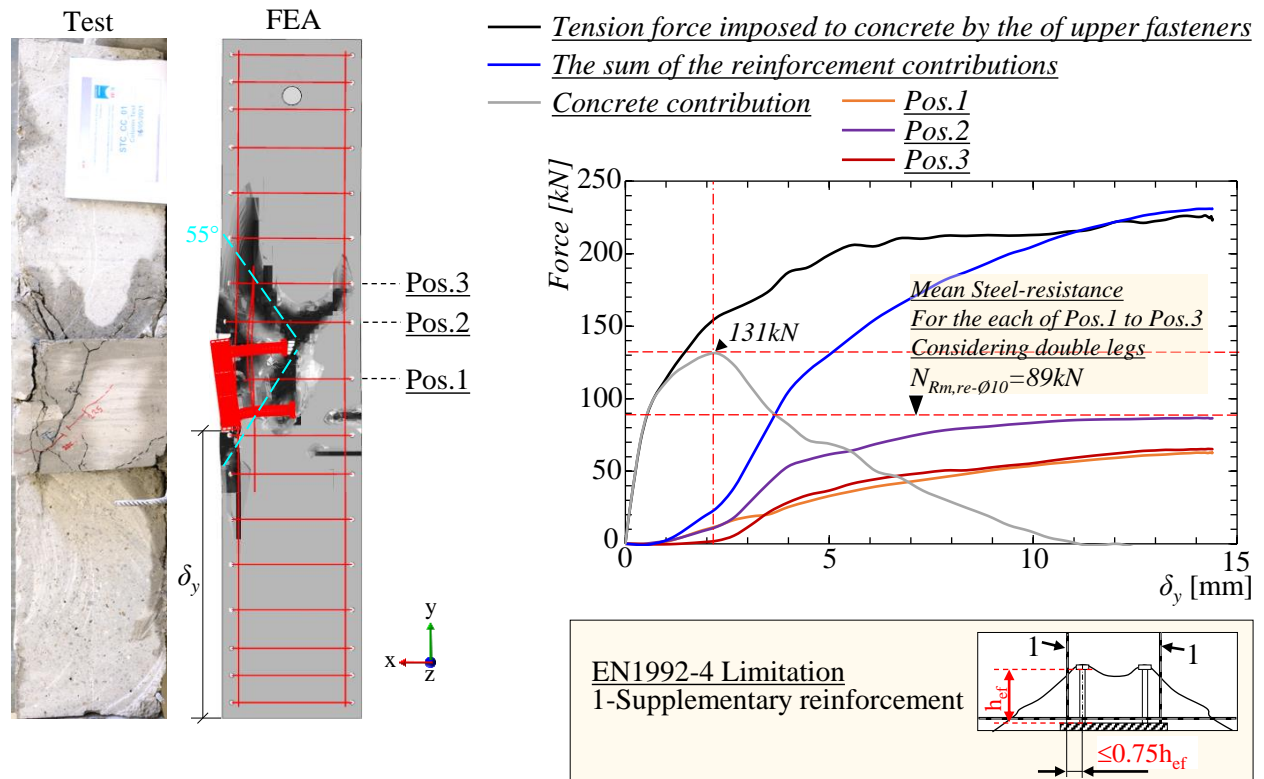 Test
FEA
STC_CC_01
55°
Pos.3
Pos.2
Pos.1
δy
y
x
z
Tension force imposed to concrete by the of upper fasteners
The sum of the reinforcement contributions
Concrete contribution
Pos.1
Pos.2
Pos.3
Force [kN]
250
200
150
100
50
0
0
5
10
15
δy [mm]
131kN
Mean Steel-resistance
For the each of Pos.1 to Pos.3
Considering double legs
NRm,re-Ø10=89kN
EN1992-4 Limitation
1-Supplementary reinforcement
1
1
hef
≤0.75hef